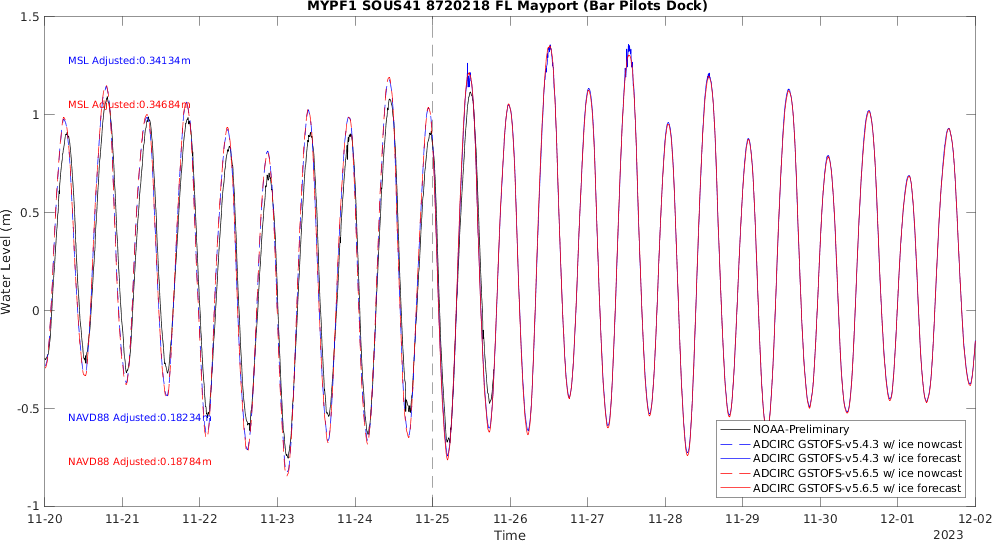 MYPF1 SOUS41 8720218 FL Mayport (Bar Pilots Dock)
1.5
1
0.5
0
-0.5
-1
Water Level (m)
MSL Adjusted:0.34134m
MSL Adjusted:0.34684m
NAVD88 Adjusted:0.18234m
NAVD88 Adjusted:0.18784m
NOAA-Preliminary
ADCIRC GSTOFS-v5.4.3 w/ ice nowcast
ADCIRC GSTOFS-v5.4.3 w/ ice forecast
ADCIRC GSTOFS-v5.6.5 w/ ice nowcast
ADCIRC GSTOFS-v5.6.5 w/ ice forecast
11-20 11-21 11-22 11-23 11-24 11-25 11-26 11-27 11-28 11-29 11-30 12-01 12-02
Time
2023